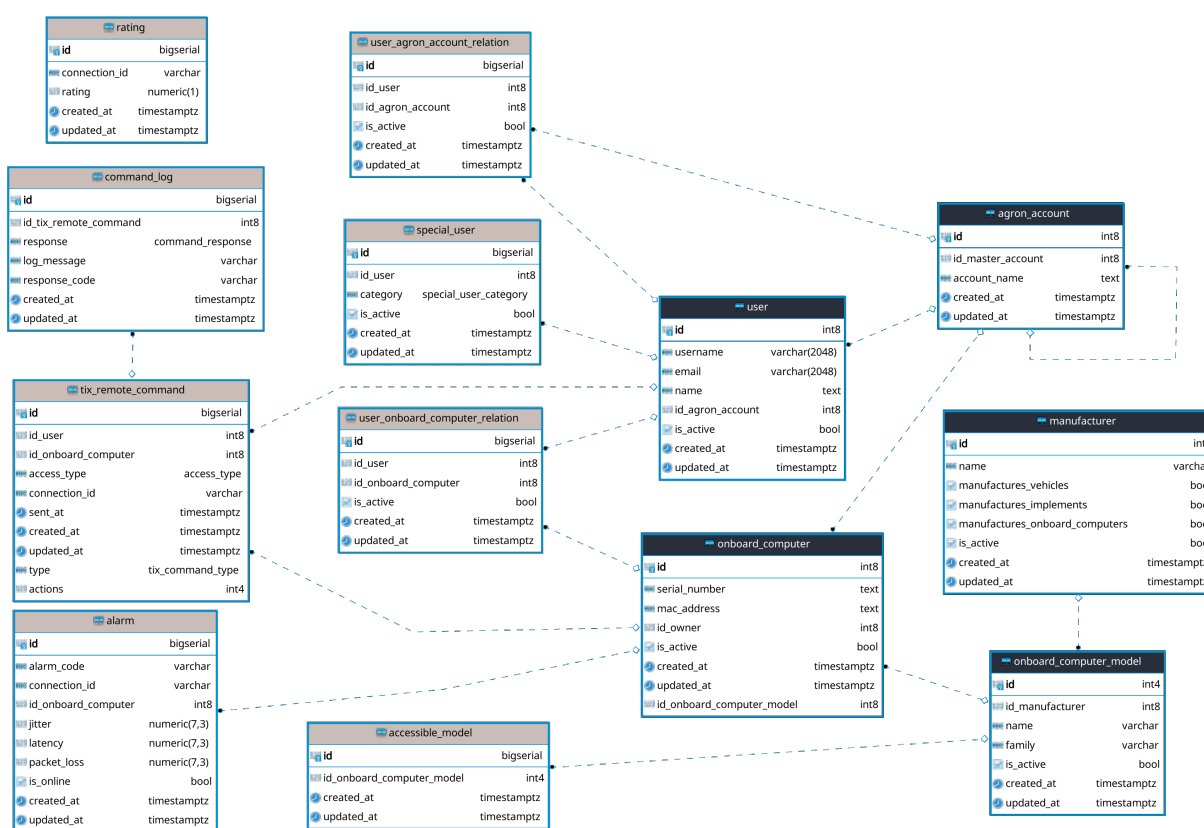 rating
id bigserial
connection_id varchar
rating numeric(1)
created_at timestamptz
updated_at timestamptz
command_log
id bigserial
id_tix_remote_command int8
response command_response
log_message varchar
response_code varchar
created_at timestamptz
updated_at timestamptz
tix_remote_command
id bigserial
id_user int8
id_onboard_computer int8
access_type access_type
connection_id varchar
sent_at timestamptz
created_at timestamptz
updated_at timestamptz
type tix_command_type
actions int4
alarm
id bigserial
alarm_code varchar
connection_id varchar
id_onboard_computer int8
jitter numeric(7,3)
latency numeric(7,3)
packet_loss numeric(7,3)
is_online bool
created_at timestamptz
updated_at timestamptz
user_agron_account_relation
id bigserial
id_user int8
id_agron_account int8
is_active bool
created_at timestamptz
updated_at timestamptz
special_user
id bigserial
id_user int8
category special_user_category
is_active bool
created_at timestamptz
updated_at timestamptz
user_onboard_computer_relation
id bigserial
id_user int8
id_onboard_computer int8
is_active bool
created_at timestamptz
updated_at timestamptz
accessible_model
id bigserial
id_onboard_computer_model int4
created_at timestamptz
updated_at timestamptz
user
id int8
username varchar(2048)
email varchar(2048)
name text
id_agron_account int8
is_active bool
created_at timestamptz
updated_at timestamptz
onboard_computer
id int8
serial_number text
mac_address text
id_owner int8
is_active bool
created_at timestamptz
updated_at timestamptz
id_onboard_computer_model int8
agron_account
id int8
id_master_account int8
account_name text
created_at timestamptz
updated_at timestamptz
manufacturer
id int
name varcha
manufactures_vehicles boo
manufactures_implements boo
manufactures_onboard_computers boo
is_active boo
created_at timestamptz
updated_at timestamptz
onboard_computer_model
id int4
id_manufacturer int8
name varchar
family varchar
is_active bool
created_at timestamptz
updated_at timestamptz